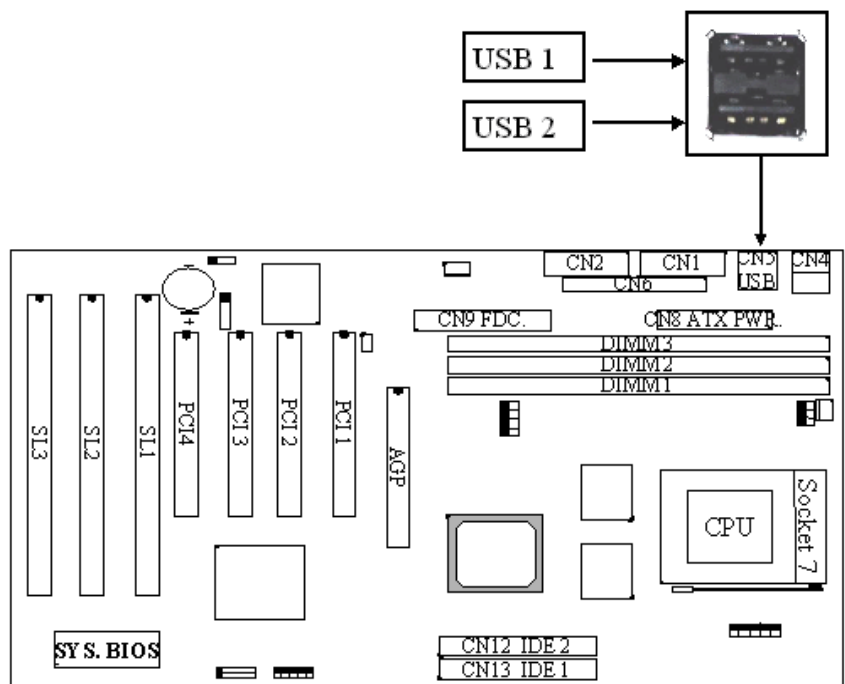 USB 1
USB 2
CN2
CN1
CN5
USB
CN4
CN6
CN9 FDC.
CN8 ATX PWR.
DIMM3
DIMM2
DIMM1
+
SL3
SL2
SL1
PCI4
PCI 3
PCI 2
PCI 1
AGP
CPU
Socket 7
SYS. BIOS
CN12 IDE 2
CN13 IDE 1